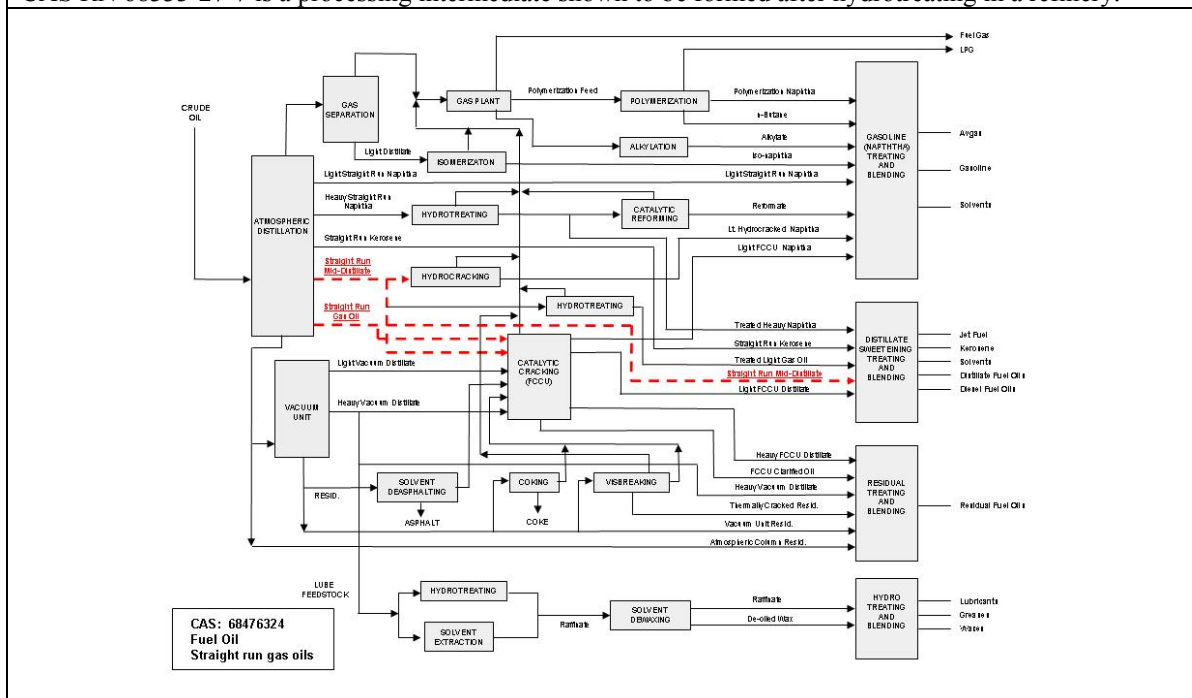 CAS RN 68333-27-7 is a processing intermediate shown to be formed after hydrotreating in a refinery.
Fuel Gas
LPG
CRUDE
OIL
GAS
SEPARATION
GAS PLANT
Polymerization Feed
POLYMERIZATION
Polymerization Naphtha
n-Butane
Light Distillate
ISOMERIZATON
ALKYLATION
Alkylate
Iso-naphtha
GASOLINE
(NAPTHTHA)
TREATING
AND
BLENDING
Avgas
Gasoline
Solvents
ATMOSPHERIC
DISTILLATION
Light Straight Run Naphtha
Light Straight Run Naphtha
Heavy Straight Run
Naphtha
HYDROTREATING
CATALYTIC
REFORMING
Reformate
Straight Run Kerosene
Lt. Hydrocracked Naphtha
Light FCCU Naphtha
Straight Run
Mid-Distillate
HYDROCRACKING
Straight Run
Gas Oil
HYDROTREATING
Treated Heavy Naphtha
Straight Run Kerosene
Treated Light Gas Oil
Straight Run Mid-Distillate
Light FCCU Distillate
DISTILLATE
SWEETEINING
TREATING
AND
BLENDING
Jet Fuel
Kerosene
Solvents
Distillate Fuel Oils
Diesel Fuel Oils
CATALYTIC
CRACKING
(FCCU)
Light Vacuum Distillate
VACUUM
UNIT
Heavy Vacuum Distillate
Heavy FCCU Distillate
FCCU Clarified Oil
Heavy Vacuum Distillate
Thermally Cracked Resid.
Vacuum Unit Resid.
Atmospheric Column Resid.
RESIDUAL
TREATING
AND
BLENDING
Residual Fuel Oils
RESID.
SOLVENT
DEASPHALTING
ASPHALT
COKING
COKE
VISBREAKING
LUBE
FEEDSTOCK
HYDROTREATING
SOLVENT
EXTRACTION
Raffinate
SOLVENT
DEWAXING
Raffinate
De-oiled Wax
HYDRO
TREATING
AND
BLENDING
Lubricants
Greases
Waxes
CAS: 68476324
Fuel Oil
Straight run gas oils